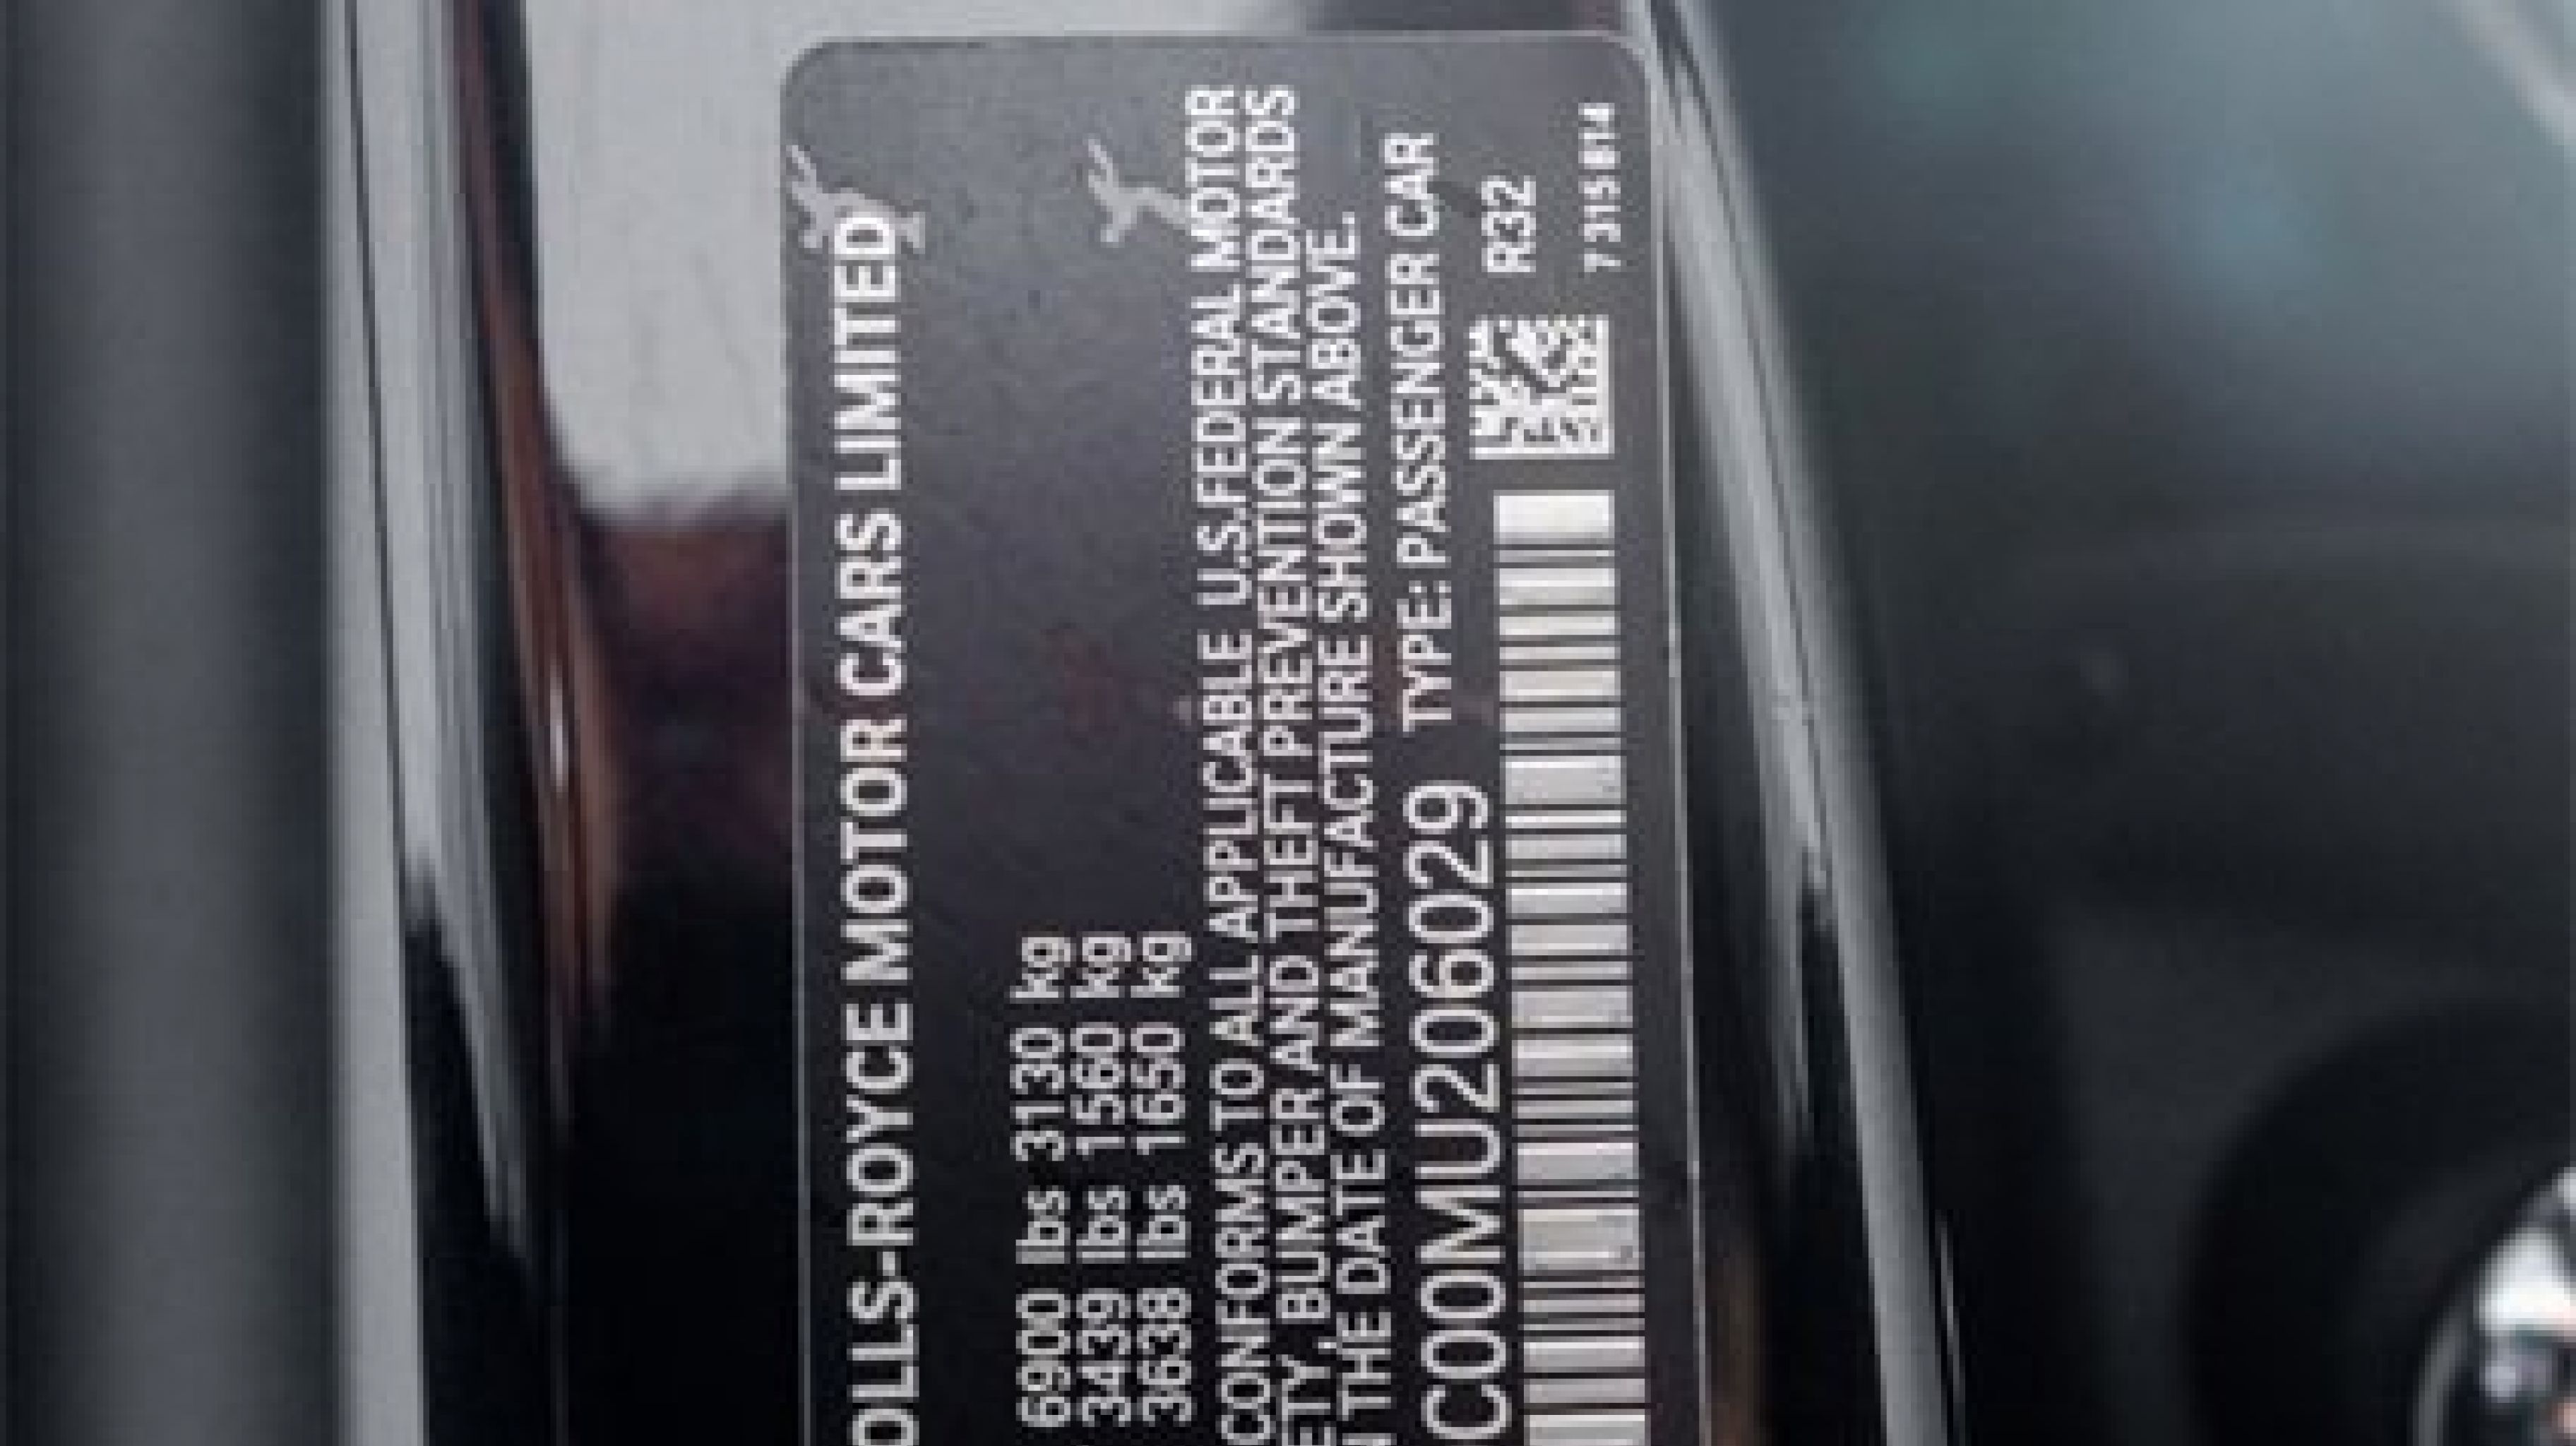 OLLS-ROYCE MOTOR CARS LIMITED
6900 lbs 3130 kg
3439 lbs 1560 kg
3638 lbs 1650 kg
CONFORMS TO ALL APPLICABLE U.S.FEDERAL MOTOR
ETY, BUMPER AND THEFT PREVENTION STANDARDS
N THE DATE OF MANUFACTURE SHOWN ABOVE.
C00MU206029 TYPE: PASSENGER CAR
R32
7 315 814